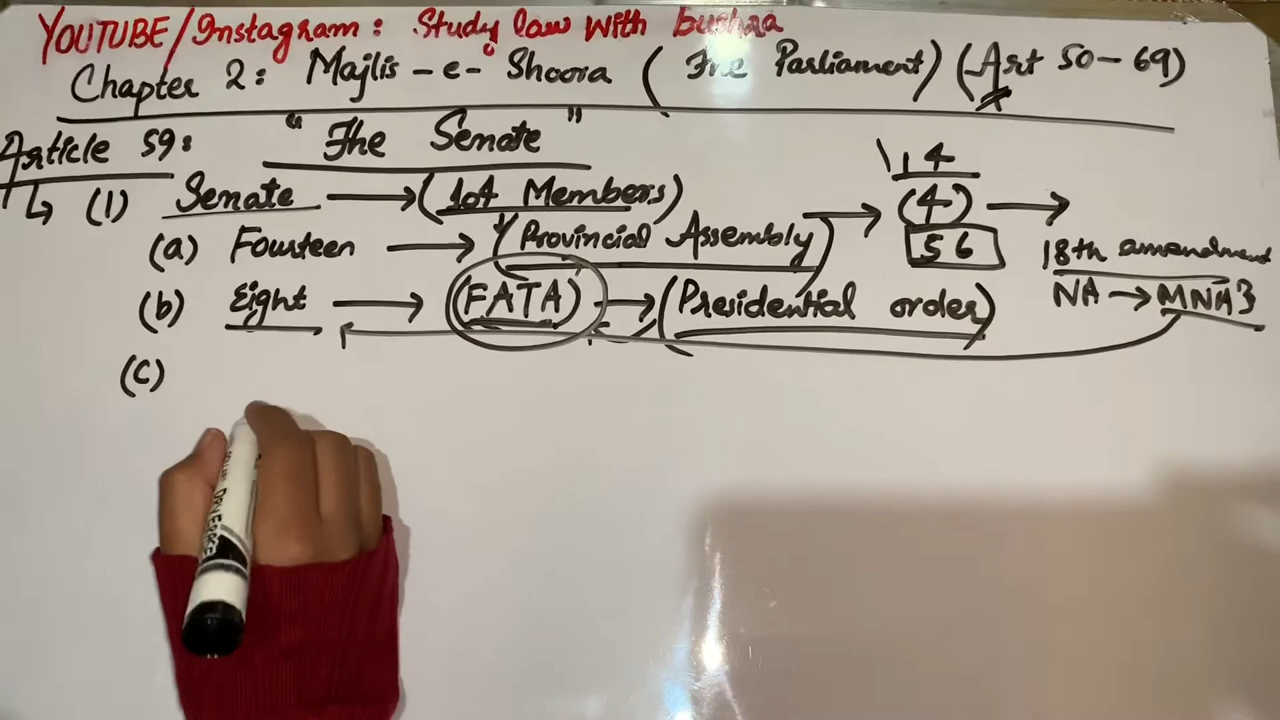 YOUTUBE/Instagram: Study law with bushra
Chapter 2: Majlis-e-Shoora (The Parliament) (Art 50-69)
Article 59: "The Senate"
(1) Senate → (104 Members)
14
(a) Fourteen → (Provincial Assembly) → (4) →
56
18th amendment
(b) Eight → (FATA) → (Presidential order)
NA → MNA}
(C)